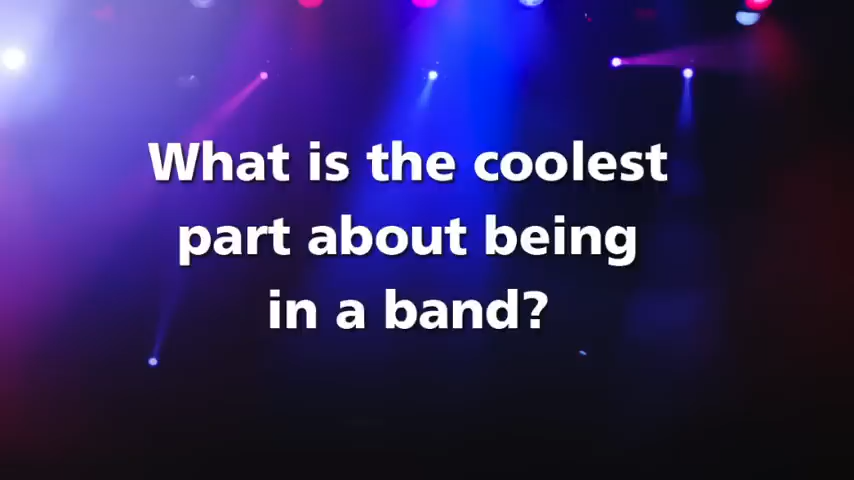 What is the coolest
part about being
in a band?